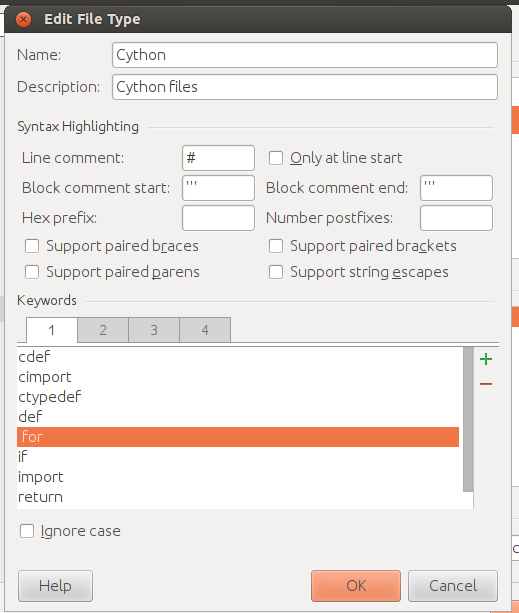 Edit File Type
Name: Cython
Description: Cython files
Syntax Highlighting
Line comment: # Only at line start
Block comment start: ''' Block comment end: '''
Hex prefix: Number postfixes:
Support paired braces Support paired brackets
Support paired parens Support string escapes
Keywords
1 2 3 4
cdef
cimport
ctypedef
def
for
if
import
return
Ignore case
Help OK Cancel